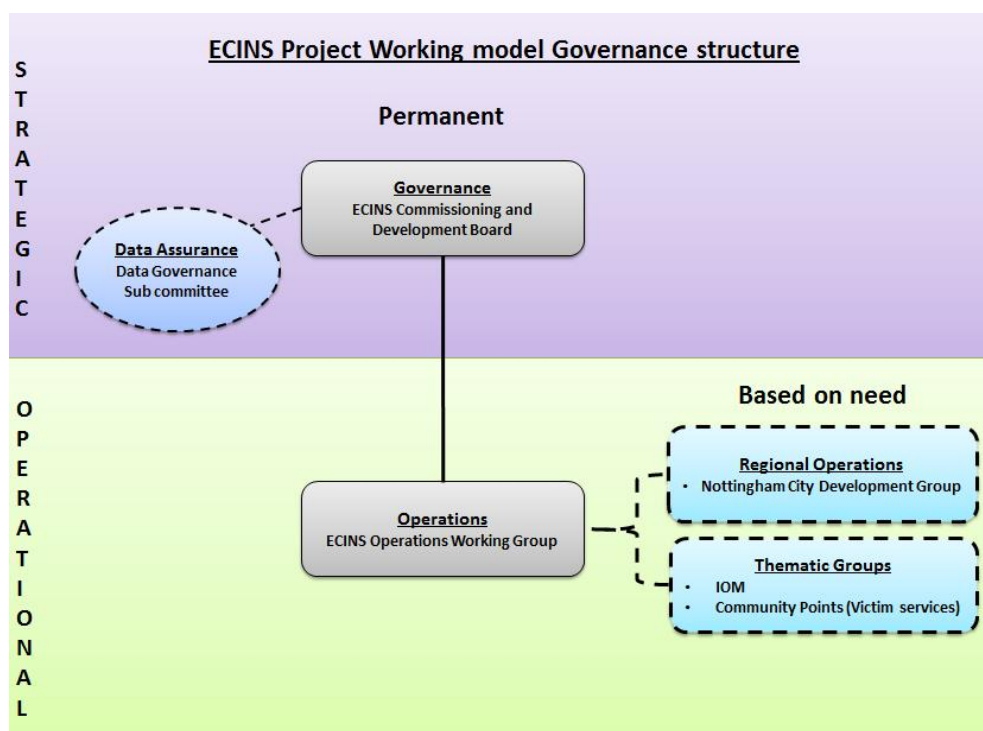 ECINS Project Working model Governance structure
STRATEGIC
Permanent
Governance
ECINS Commissioning and
Development Board
Data Assurance
Data Governance
Sub committee
OPERATIONAL
Based on need
Regional Operations
• Nottingham City Development Group
Operations
ECINS Operations Working Group
Thematic Groups
• IOM
• Community Points (Victim services)